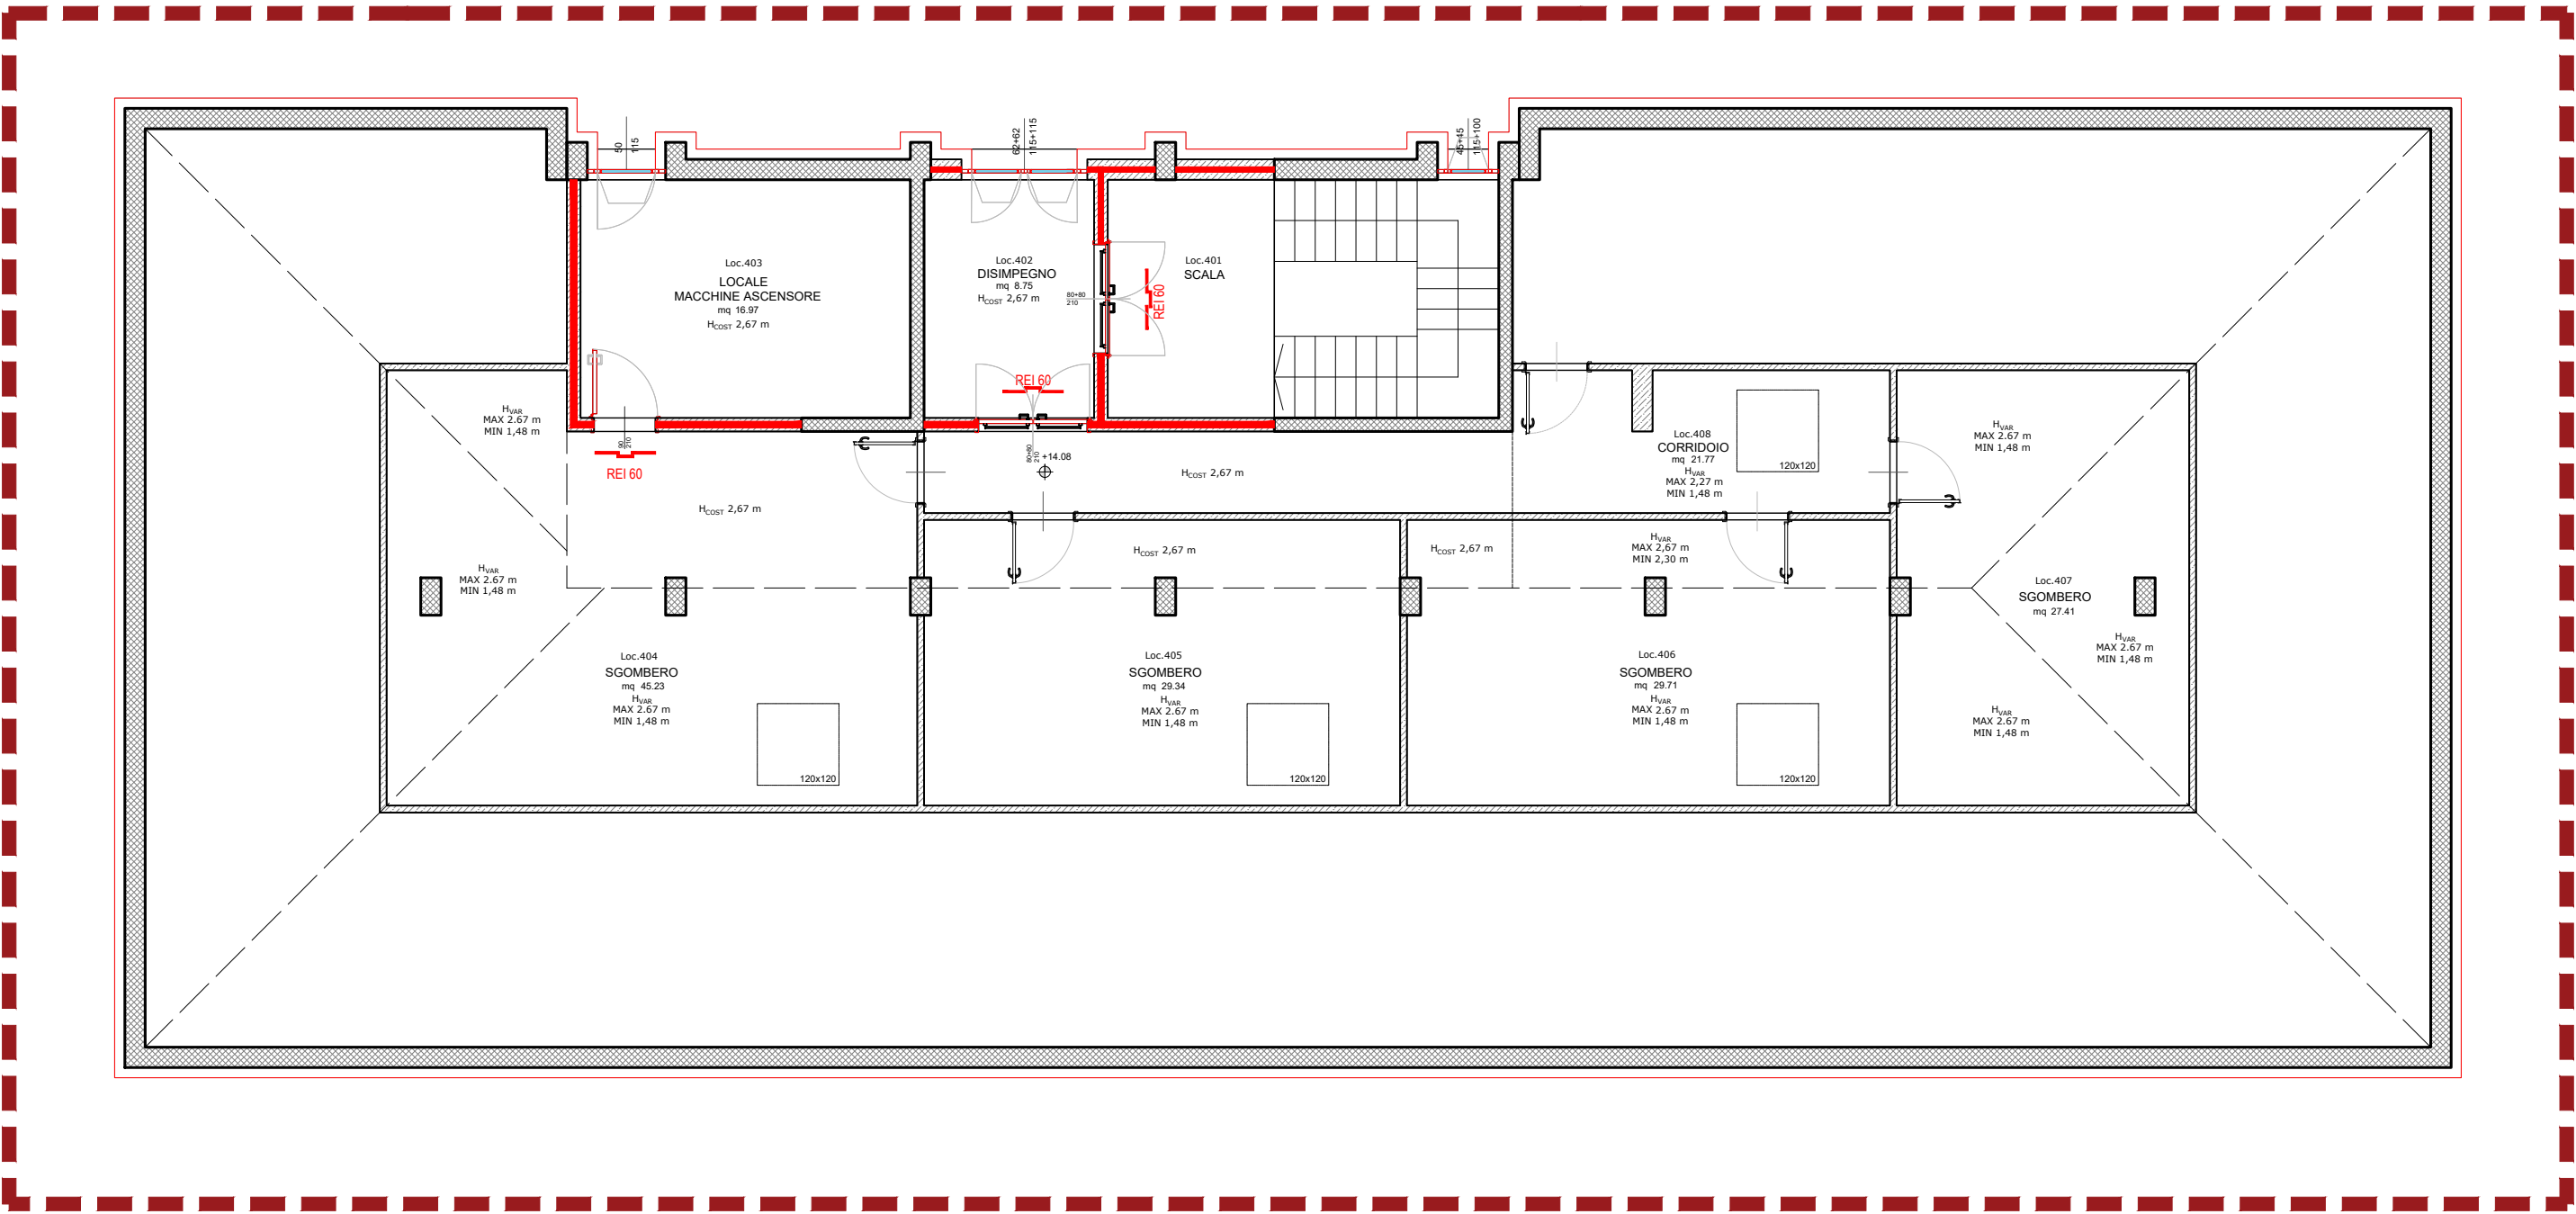 50
115
62+62
115+115
45+45
115+100
Loc.403
LOCALE
MACCHINE ASCENSORE
mq 16.97
HCOST 2,67 m
Loc.402
DISIMPEGNO
mq 8.75
HCOST 2,67 m
80+80
210
REI 60
Loc.401
SCALA
REI 60
90
210
REI 60
80+80
210
+14.08
HVAR
MAX 2.67 m
MIN 1,48 m
HCOST 2,67 m
HCOST 2,67 m
Loc.408
CORRIDOIO
mq 21.77
HVAR
MAX 2,27 m
MIN 1,48 m
120x120
HVAR
MAX 2.67 m
MIN 1,48 m
HVAR
MAX 2.67 m
MIN 1,48 m
HCOST 2,67 m
HCOST 2,67 m
HVAR
MAX 2,67 m
MIN 2,30 m
Loc.407
SGOMBERO
mq 27.41
HVAR
MAX 2.67 m
MIN 1,48 m
Loc.404
SGOMBERO
mq 45.23
HVAR
MAX 2.67 m
MIN 1,48 m
120x120
Loc.405
SGOMBERO
mq 29.34
HVAR
MAX 2.67 m
MIN 1,48 m
120x120
Loc.406
SGOMBERO
mq 29.71
HVAR
MAX 2.67 m
MIN 1,48 m
120x120
HVAR
MAX 2.67 m
MIN 1,48 m